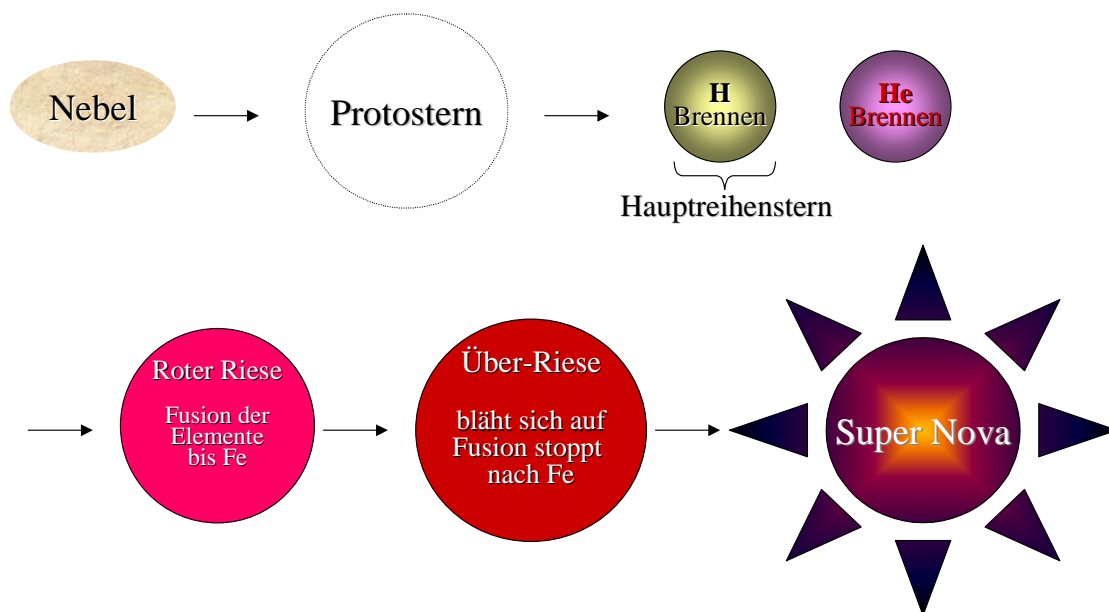 Nebel
Protostern
H
Brennen
He
Brennen
Hauptreihenstern
Roter Riese
Fusion der
Elemente
bis Fe
Über-Riese
bläht sich auf
Fusion stoppt
nach Fe
Super Nova